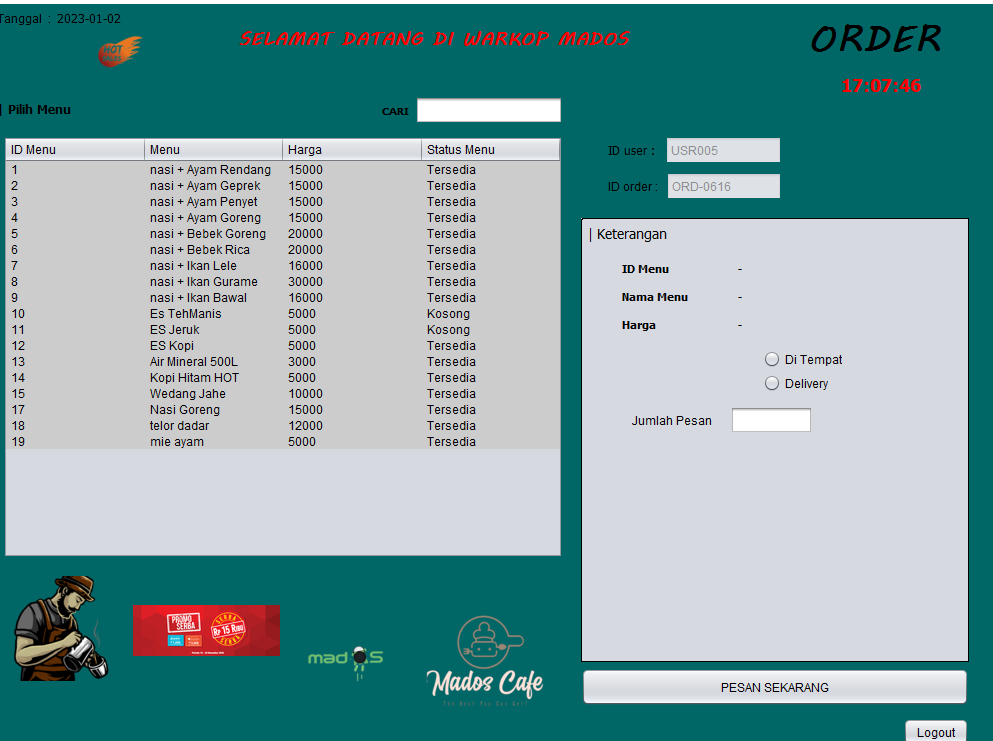 Tanggal : 2023-01-02
HOT
SELAMAT DATANG DI WARKOP MADOS
ORDER
17:07:46
Pilih Menu
CARI
ID Menu Menu Harga Status Menu
1 nasi + Ayam Rendang 15000 Tersedia
2 nasi + Ayam Geprek 15000 Tersedia
3 nasi + Ayam Penyet 15000 Tersedia
4 nasi + Ayam Goreng 15000 Tersedia
5 nasi + Bebek Goreng 20000 Tersedia
6 nasi + Bebek Rica 20000 Tersedia
7 nasi + Ikan Lele 16000 Tersedia
8 nasi + Ikan Gurame 30000 Tersedia
9 nasi + Ikan Bawal 16000 Tersedia
10 Es TehManis 5000 Kosong
11 ES Jeruk 5000 Kosong
12 ES Kopi 5000 Tersedia
13 Air Mineral 500L 3000 Tersedia
14 Kopi Hitam HOT 5000 Tersedia
15 Wedang Jahe 10000 Tersedia
17 Nasi Goreng 15000 Tersedia
18 telor dadar 12000 Tersedia
19 mie ayam 5000 Tersedia
ID user : USR005
ID order : ORD-0616
| Keterangan
ID Menu -
Nama Menu -
Harga -
Di Tempat
Delivery
Jumlah Pesan
PROMO
SERBA
SERBA
Rp 15 Ribu
SERBA
mados
Mados Cafe
PESAN SEKARANG
Logout